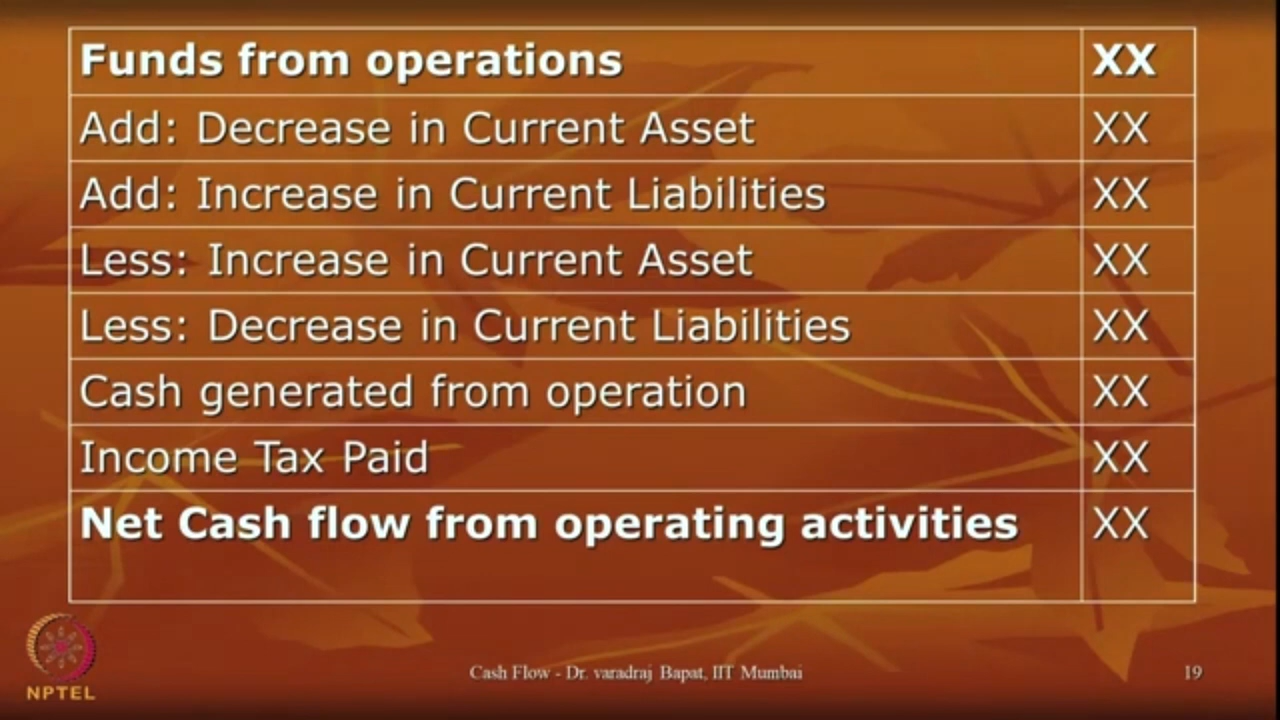 Funds from operations XX
Add: Decrease in Current Asset XX
Add: Increase in Current Liabilities XX
Less: Increase in Current Asset XX
Less: Decrease in Current Liabilities XX
Cash generated from operation XX
Income Tax Paid XX
Net Cash flow from operating activities XX
NPTEL
Cash Flow - Dr. varadraj Bapat, IIT Mumbai
19